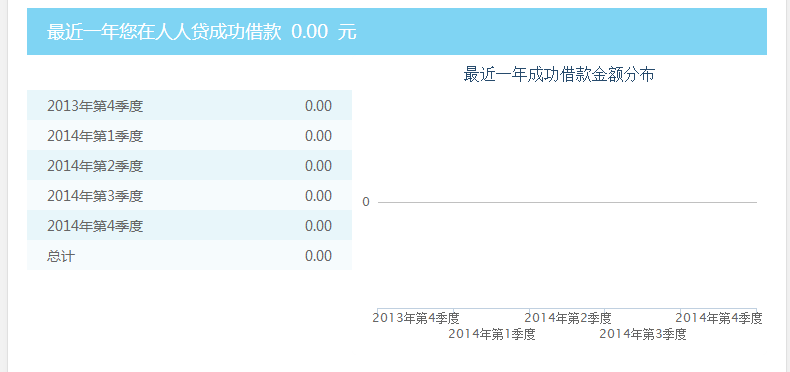 最近一年您在人人贷成功借款 0.00 元
最近一年成功借款金额分布
2013年第4季度 0.00
2014年第1季度 0.00
2014年第2季度 0.00
2014年第3季度 0.00
2014年第4季度 0.00
总计 0.00
0
2013年第4季度 2014年第2季度 2014年第4季度
2014年第1季度 2014年第3季度